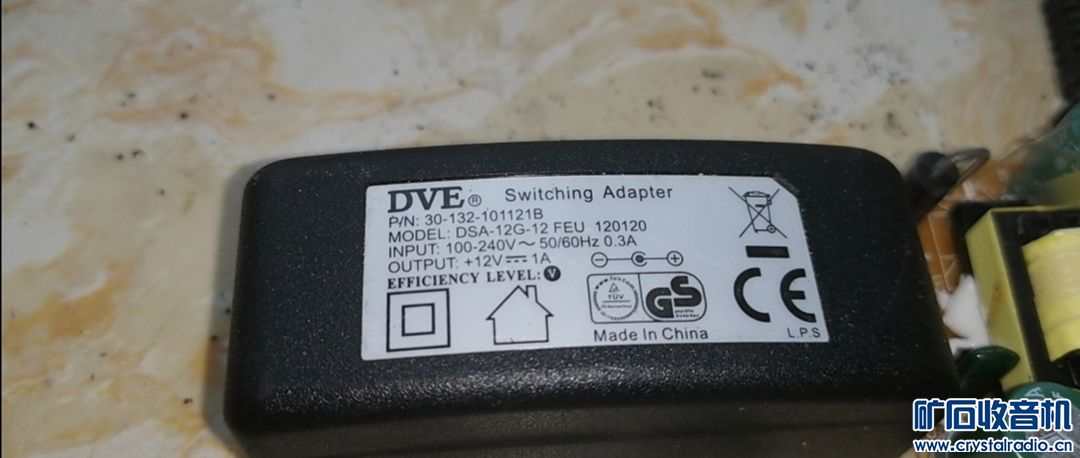 DVE® Switching Adapter
P/N: 30-132-101121B
MODEL: DSA-12G-12 FEU 120120
INPUT: 100-240V～50/60Hz 0.3A
OUTPUT: +12V⎓1A
EFFICIENCY LEVEL: V
TÜV
GS
CE
Made In China
L.P.S
矿石收音机
www.crystalradio.cn